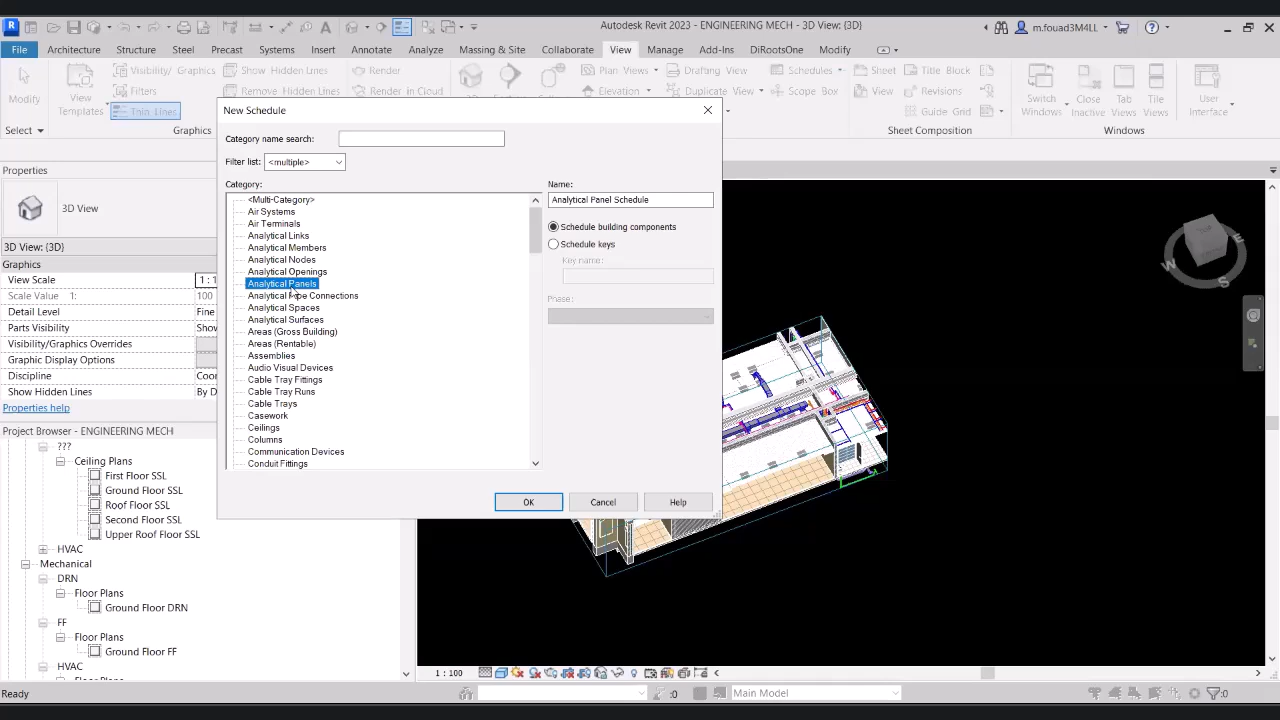 Autodesk Revit 2023 - ENGINEERING MECH - 3D View: {3D}
m.fouad3M4LL
File Architecture Structure Steel Precast Systems Insert Annotate Analyze Massing & Site Collaborate View Manage Add-Ins DiRootsOne Modify
Modify
View Templates
Visibility/ Graphics
Filters
Thin Lines
Show Hidden Lines
Remove Hidden Lines
Render
Render in Cloud
Plan Views
Elevation
Drafting View
Duplicate View
Schedules
Scope Box
Sheet
View
Title Block
Revisions
Guide Grid
Switch Windows
Close Inactive
Tab Views
Tile Views
User Interface
Select
Graphics
Sheet Composition
Windows
New Schedule
Category name search:
Filter list: <multiple>
Category:
<Multi-Category>
Air Systems
Air Terminals
Analytical Links
Analytical Members
Analytical Nodes
Analytical Openings
Analytical Panels
Analytical Pipe Connections
Analytical Spaces
Analytical Surfaces
Areas (Gross Building)
Areas (Rentable)
Assemblies
Audio Visual Devices
Cable Tray Fittings
Cable Tray Runs
Cable Trays
Casework
Ceilings
Columns
Communication Devices
Conduit Fittings
Name:
Analytical Panel Schedule
Schedule building components
Schedule keys
Key name:
Phase:
OK
Cancel
Help
Properties
3D View
3D View: {3D}
Graphics
View Scale 1 : 1
Scale Value 1: 100
Detail Level Fine
Parts Visibility Shov
Visibility/Graphics Overrides
Graphic Display Options
Discipline Coor
Show Hidden Lines By D
Properties help
Project Browser - ENGINEERING MECH
???
Ceiling Plans
First Floor SSL
Ground Floor SSL
Roof Floor SSL
Second Floor SSL
Upper Roof Floor SSL
HVAC
Mechanical
DRN
Floor Plans
Ground Floor DRN
FF
Floor Plans
Ground Floor FF
HVAC
W
S
E
1 : 100
Ready
:0
Main Model
:0